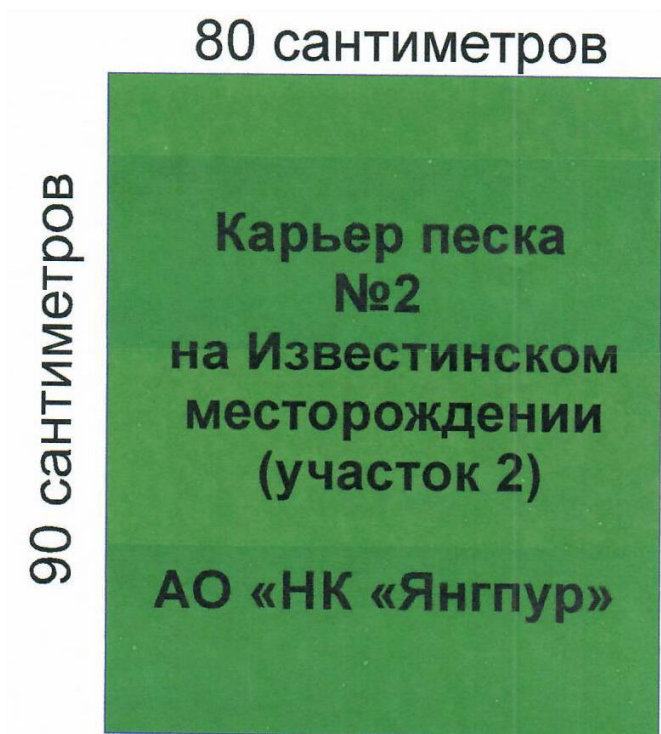 80 сантиметров
90 сантиметров
Карьер песка
№2
на Известинском
месторождении
(участок 2)
АО «НК «Янгпур»